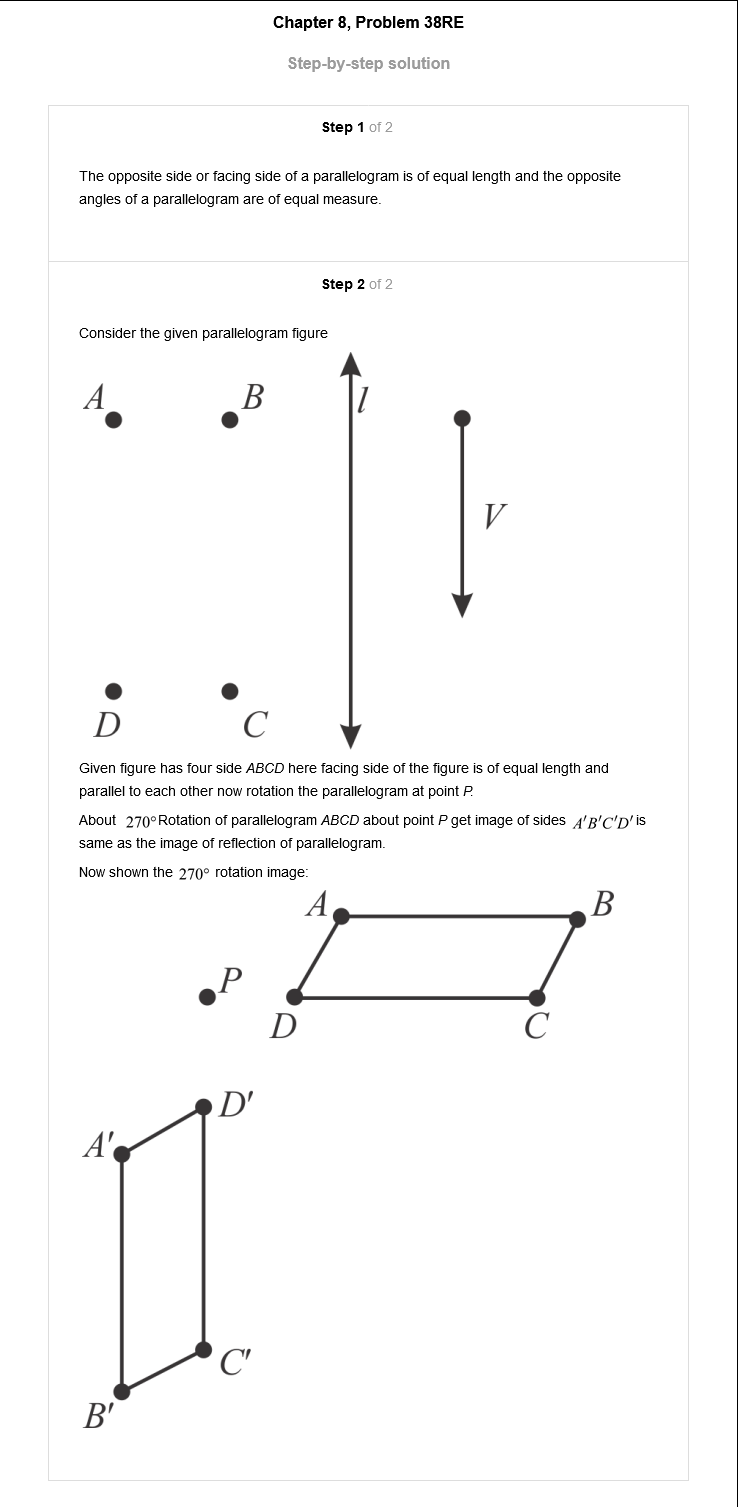 Chapter 8, Problem 38RE
Step-by-step solution
Step 1 of 2
The opposite side or facing side of a parallelogram is of equal length and the opposite
angles of a parallelogram are of equal measure.
Step 2 of 2
Consider the given parallelogram figure
A
B
l
V
D
C
Given figure has four side ABCD here facing side of the figure is of equal length and
parallel to each other now rotation the parallelogram at point P.
About 270° Rotation of parallelogram ABCD about point P get image of sides A'B'C'D' is
same as the image of reflection of parallelogram.
Now shown the 270° rotation image:
A
B
P
D
C
D'
A'
C'
B'